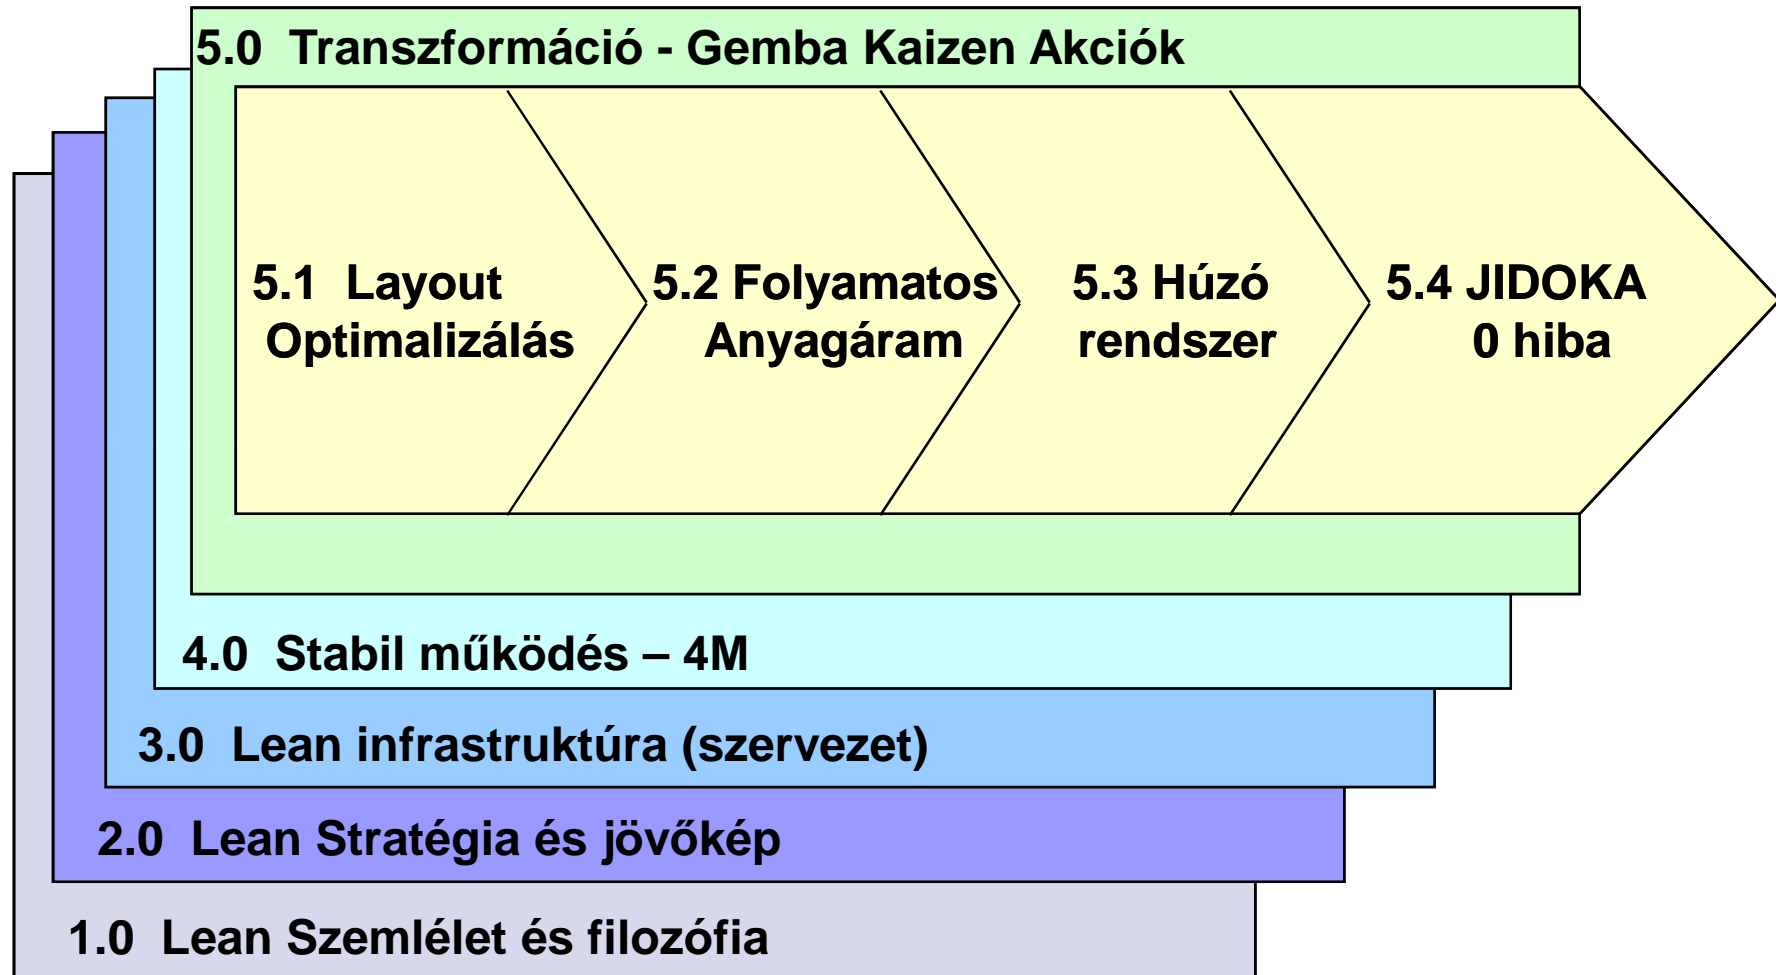 5.0  Transzformáció - Gemba Kaizen Akciók
5.1  Layout
Optimalizálás
5.2 Folyamatos
Anyagáram
5.3 Húzó
rendszer
5.4 JIDOKA
0 hiba
4.0  Stabil működés – 4M
3.0  Lean infrastruktúra (szervezet)
2.0  Lean Stratégia és jövőkép
1.0  Lean Szemlélet és filozófia